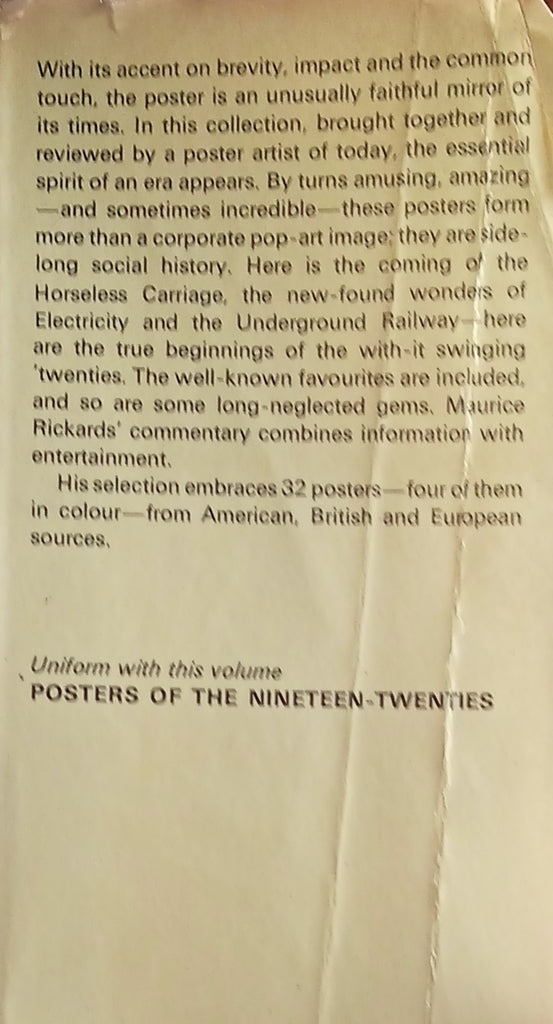 With its accent on brevity, impact and the common
touch, the poster is an unusually faithful mirror of
its times. In this collection, brought together and
reviewed by a poster artist of today, the essential
spirit of an era appears. By turns amusing, amazing
—and sometimes incredible—these posters form
more than a corporate pop-art image; they are side-
long social history. Here is the coming of the
Horseless Carriage, the new-found wonders of
Electricity and the Underground Railway—here
are the true beginnings of the with-it swinging
'twenties. The well-known favourites are included,
and so are some long-neglected gems. Maurice
Rickards' commentary combines information with
entertainment.
His selection embraces 32 posters—four of them
in colour—from American, British and European
sources.
Uniform with this volume
POSTERS OF THE NINETEEN-TWENTIES